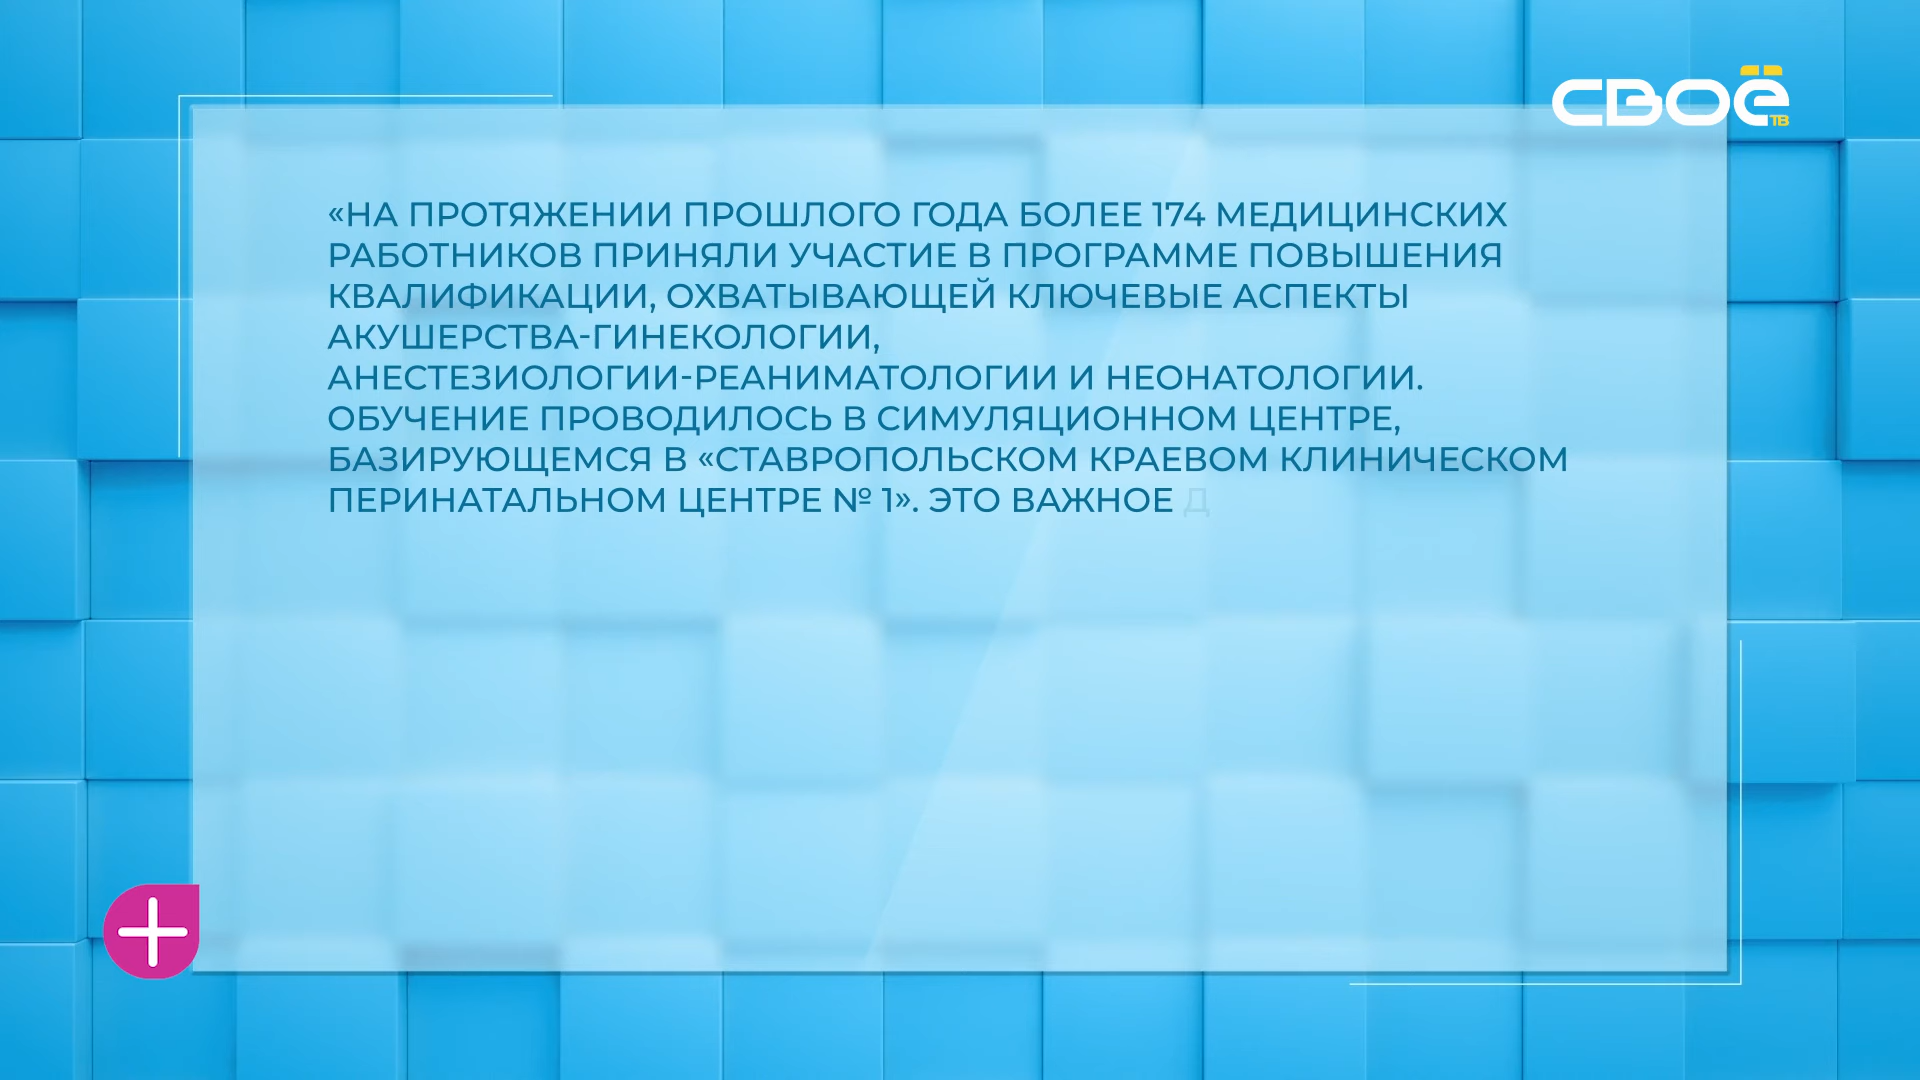 СВОЁ
ТВ
«НА ПРОТЯЖЕНИИ ПРОШЛОГО ГОДА БОЛЕЕ 174 МЕДИЦИНСКИХ
РАБОТНИКОВ ПРИНЯЛИ УЧАСТИЕ В ПРОГРАММЕ ПОВЫШЕНИЯ
КВАЛИФИКАЦИИ, ОХВАТЫВАЮЩЕЙ КЛЮЧЕВЫЕ АСПЕКТЫ
АКУШЕРСТВА-ГИНЕКОЛОГИИ,
АНЕСТЕЗИОЛОГИИ-РЕАНИМАТОЛОГИИ И НЕОНАТОЛОГИИ.
ОБУЧЕНИЕ ПРОВОДИЛОСЬ В СИМУЛЯЦИОННОМ ЦЕНТРЕ,
БАЗИРУЮЩЕМСЯ В «СТАВРОПОЛЬСКОМ КРАЕВОМ КЛИНИЧЕСКОМ
ПЕРИНАТАЛЬНОМ ЦЕНТРЕ № 1». ЭТО ВАЖНОЕ Д